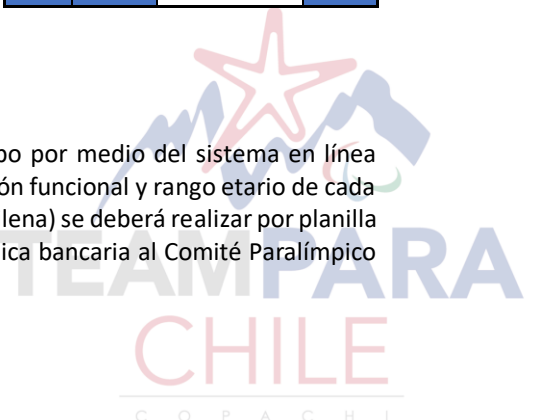 po por medio del sistema en línea
ón funcional y rango etario de cada
lena) se deberá realizar por planilla
ica bancaria al Comité Paralímpico
TEAMPARA
CHILE
COPACHI